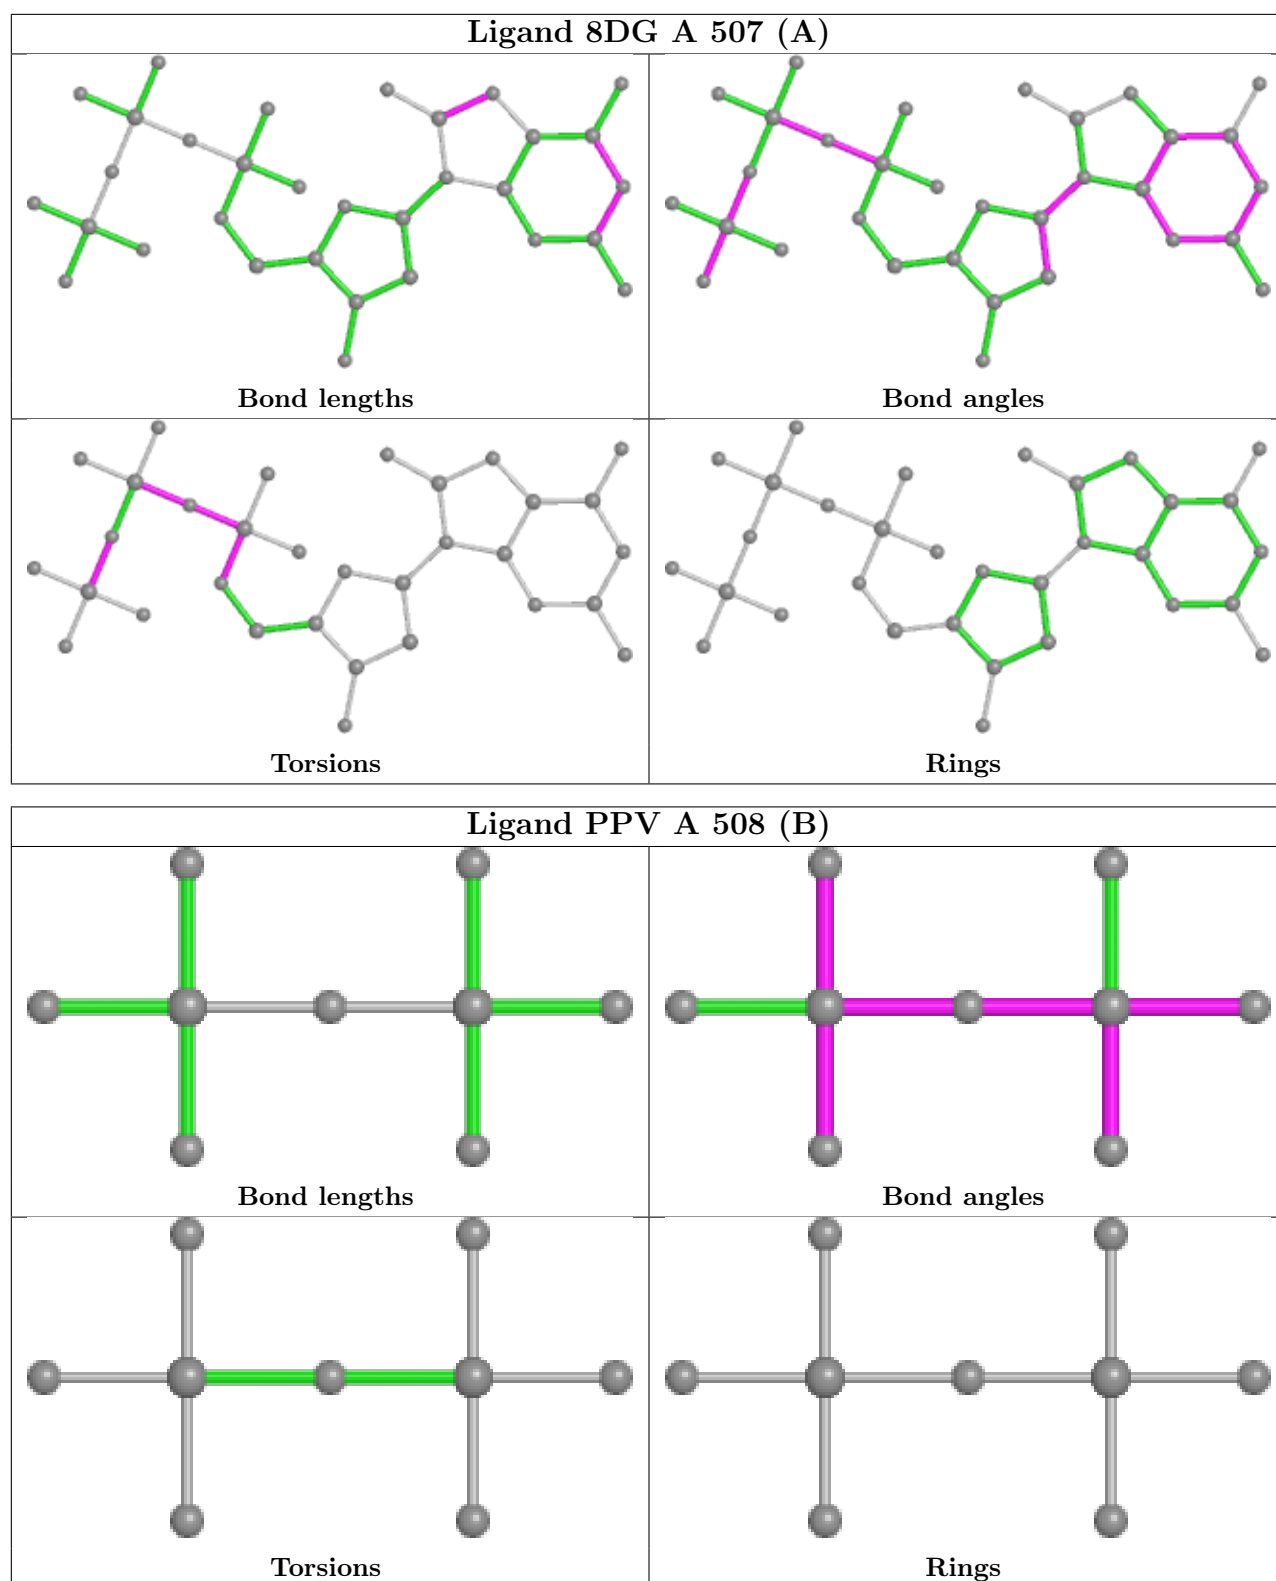 Ligand 8DG A 507 (A)
Bond lengths
Bond angles
Torsions
Rings
Ligand PPV A 508 (B)
Bond lengths
Bond angles
Torsions
Rings